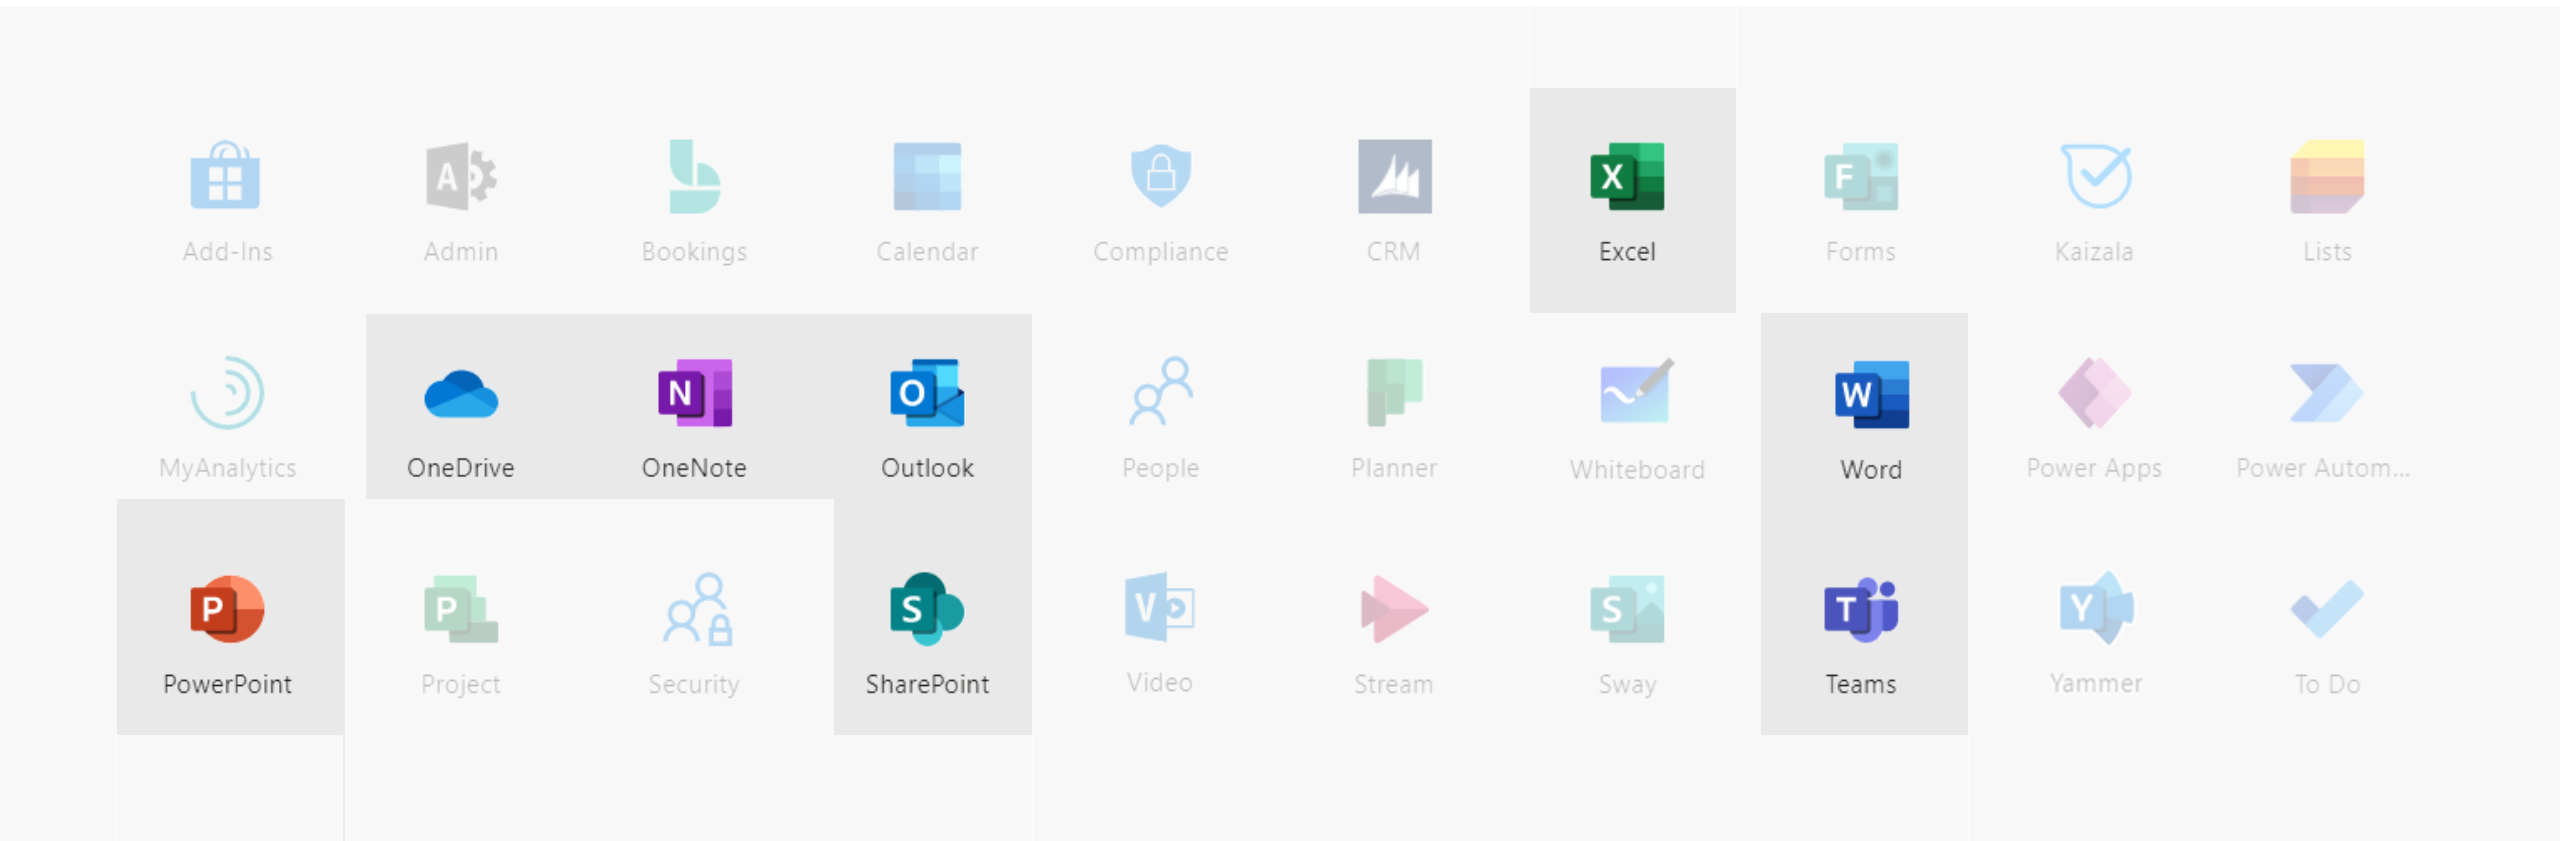 Add-Ins
Admin
Bookings
Calendar
Compliance
CRM
X
Excel
F
Forms
Kaizala
Lists
A
MyAnalytics
OneDrive
N
OneNote
O
Outlook
People
Planner
Whiteboard
W
Word
Power Apps
Power Autom...
P
PowerPoint
P
Project
Security
S
SharePoint
V
Video
Stream
S
Sway
T
Teams
Y
Yammer
To Do